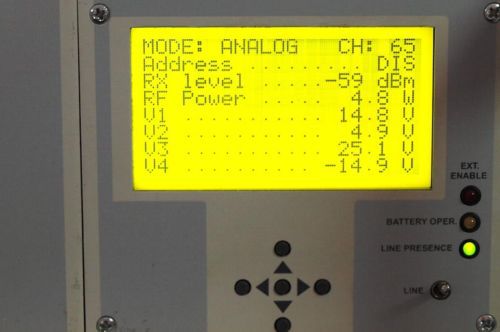 MODE: ANALOG CH: 65
Address ......... DIS
RX level .....-59 dBm
RF Power ..... 4.8 W
V1 .......... 14.8 V
V2 .......... 4.9 V
V3 .......... 25.1 V
V4 ..........-14.9 V
EXT.
ENABLE
BATTERY OPER.
LINE PRESENCE
LINE